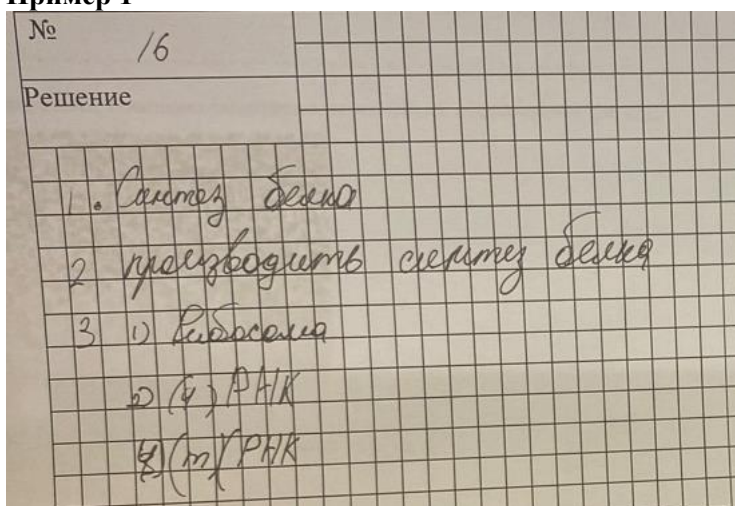 Пример 1
№ 16
Решение
1. Синтез белка
2 производить синтез белка
3 1) Рибосома
2) (и) РНК
3) (т) РНК